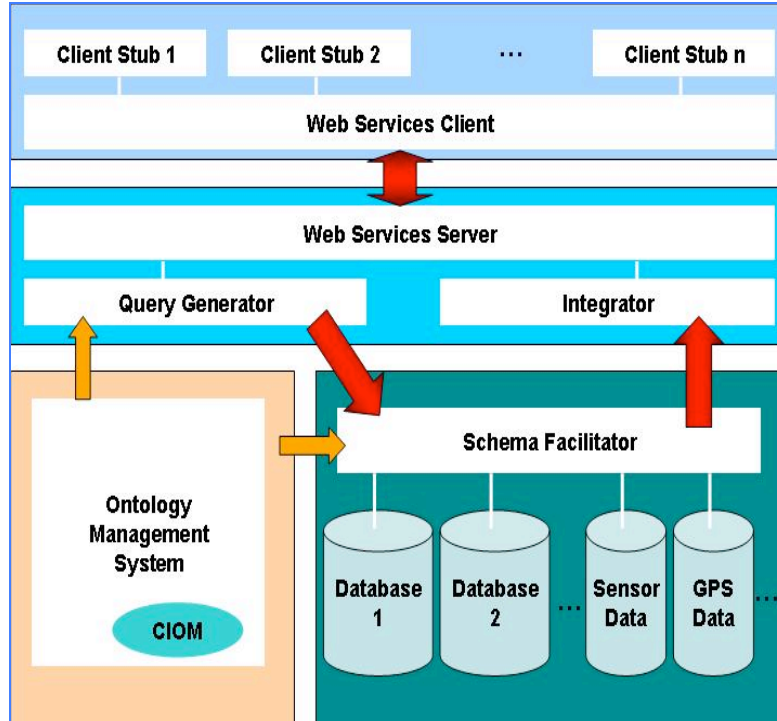 Client Stub 1
Client Stub 2
...
Client Stub n
Web Services Client
Web Services Server
Query Generator
Integrator
Schema Facilitator
Ontology
Management
System
CIOM
Database
1
Database
2
...
Sensor
Data
GPS
Data
...